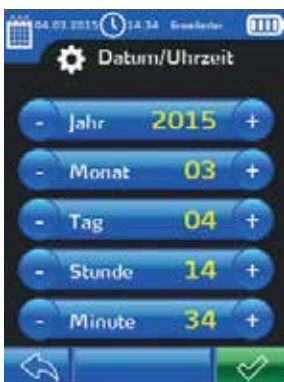 04.03.2015 14:34
Datum/Uhrzeit
- Jahr 2015 +
- Monat 03 +
- Tag 04 +
- Stunde 14 +
- Minute 34 +